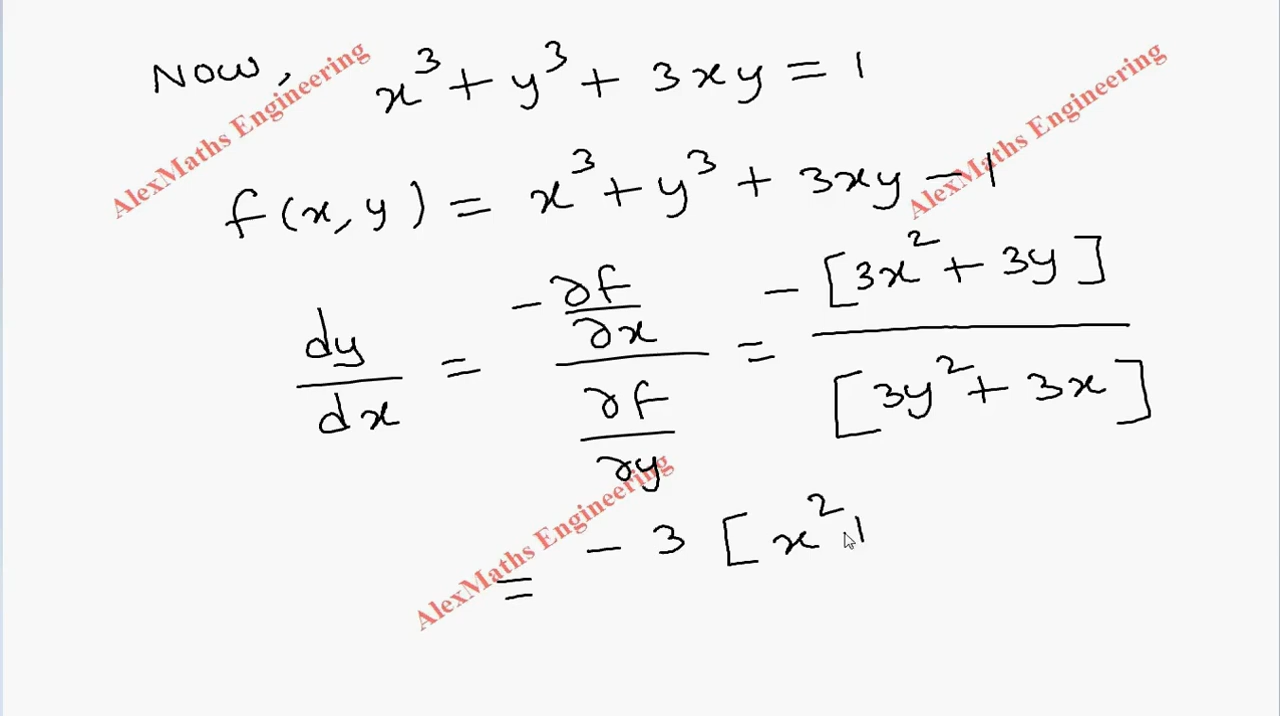 Now, x³ + y³ + 3xy = 1
f(x, y) = x³ + y³ + 3xy - 1
dy/dx = (-∂f/∂x)/(∂f/∂y) = -[3x² + 3y]/[3y² + 3x]
= -3 [x²
AlexMaths Engineering
AlexMaths Engineering
AlexMaths Engineering